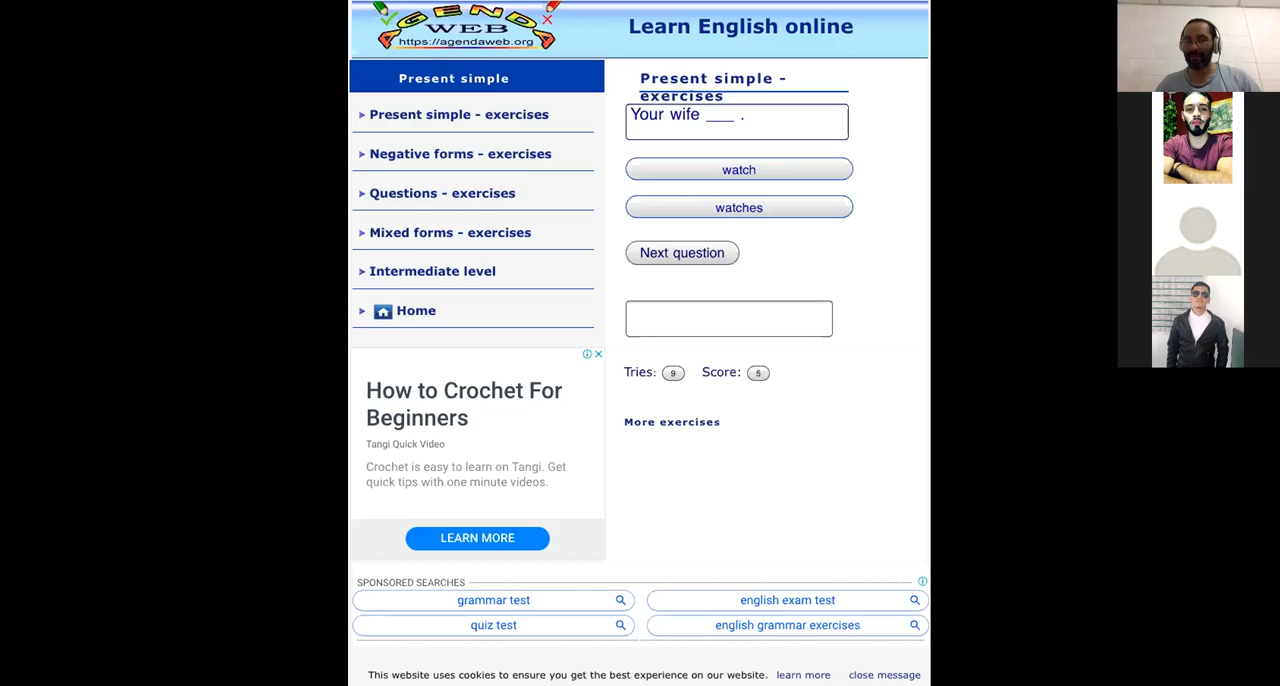 AGENDA
WEB
https://agendaweb.org
Learn English online
Present simple
Present simple - exercises
Negative forms - exercises
Questions - exercises
Mixed forms - exercises
Intermediate level
Home
Present simple -
exercises
Your wife ___ .
watch
watches
Next question
Tries: 9 Score: 5
More exercises
How to Crochet For
Beginners
Tangi Quick Video
Crochet is easy to learn on Tangi. Get
quick tips with one minute videos.
LEARN MORE
SPONSORED SEARCHES
grammar test
english exam test
quiz test
english grammar exercises
This website uses cookies to ensure you get the best experience on our website. learn more close message